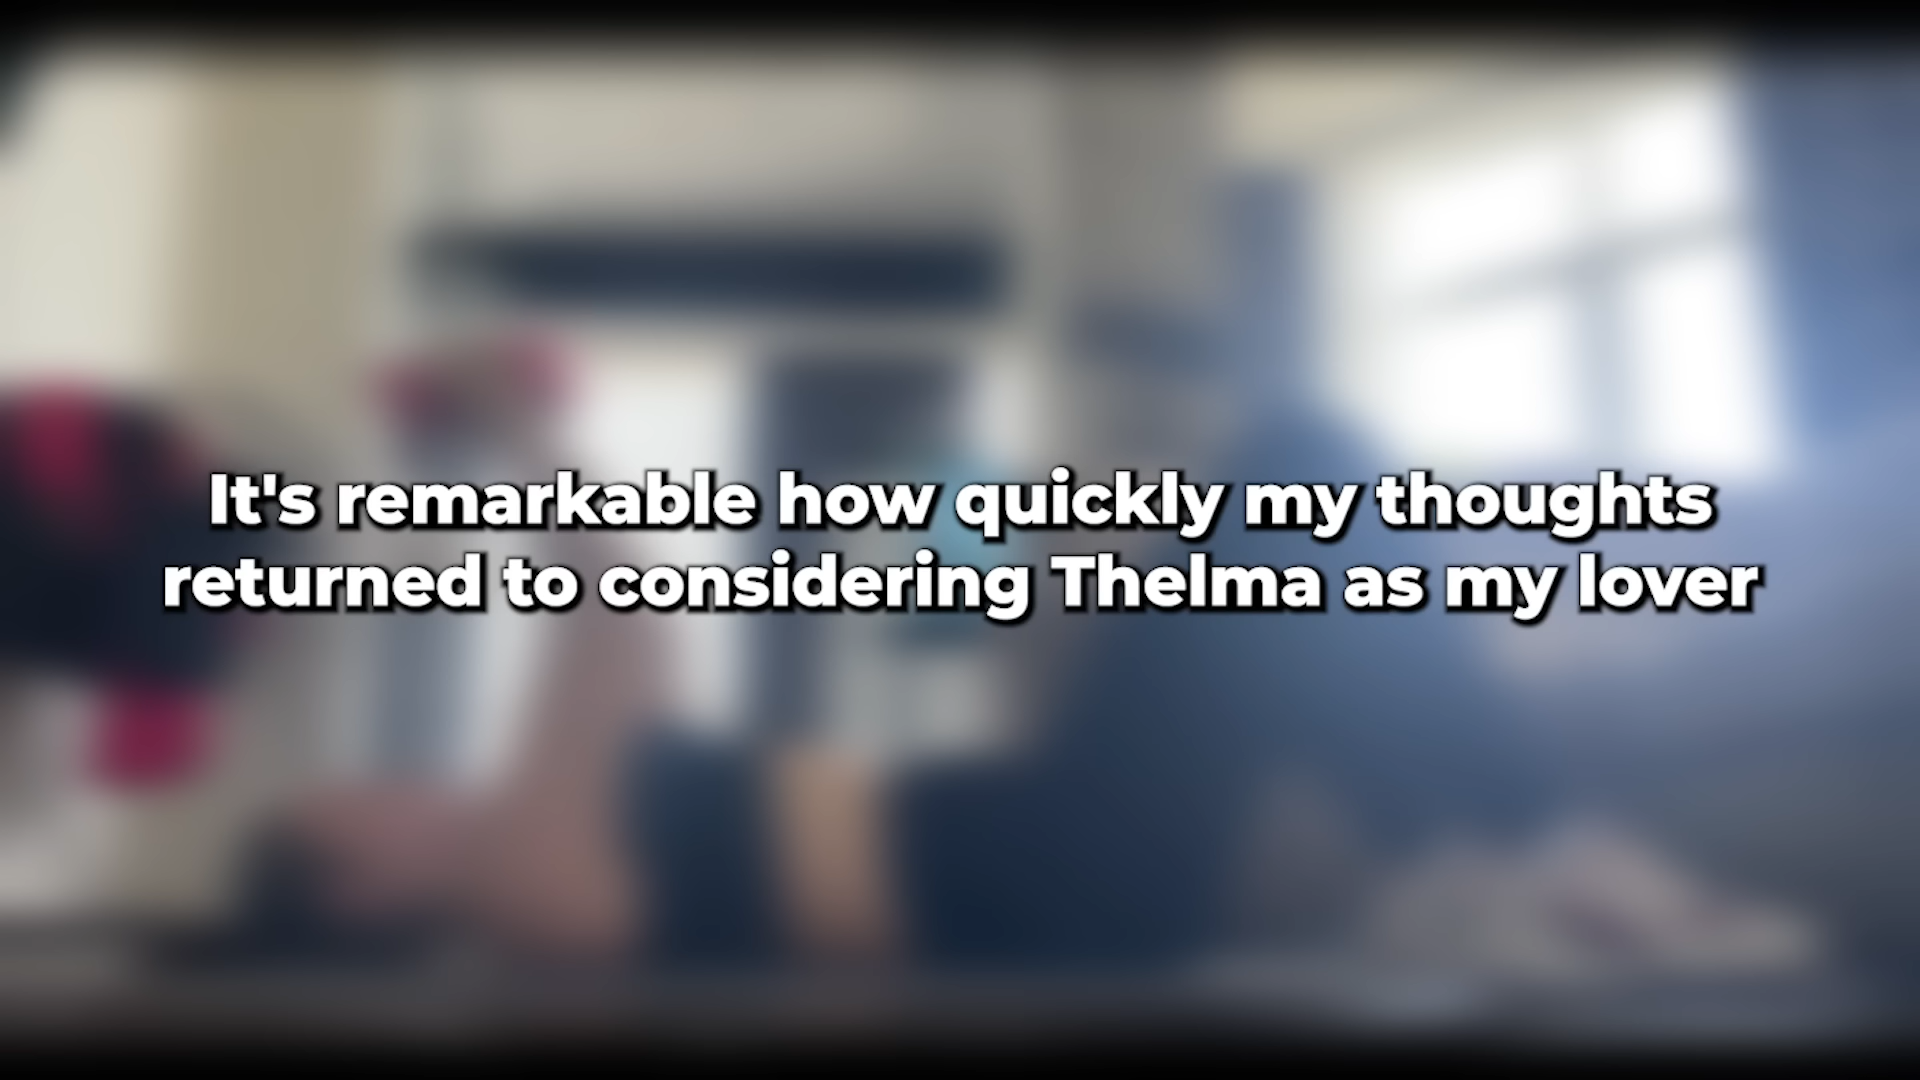 It's remarkable how quickly my thoughts
returned to considering Thelma as my lover